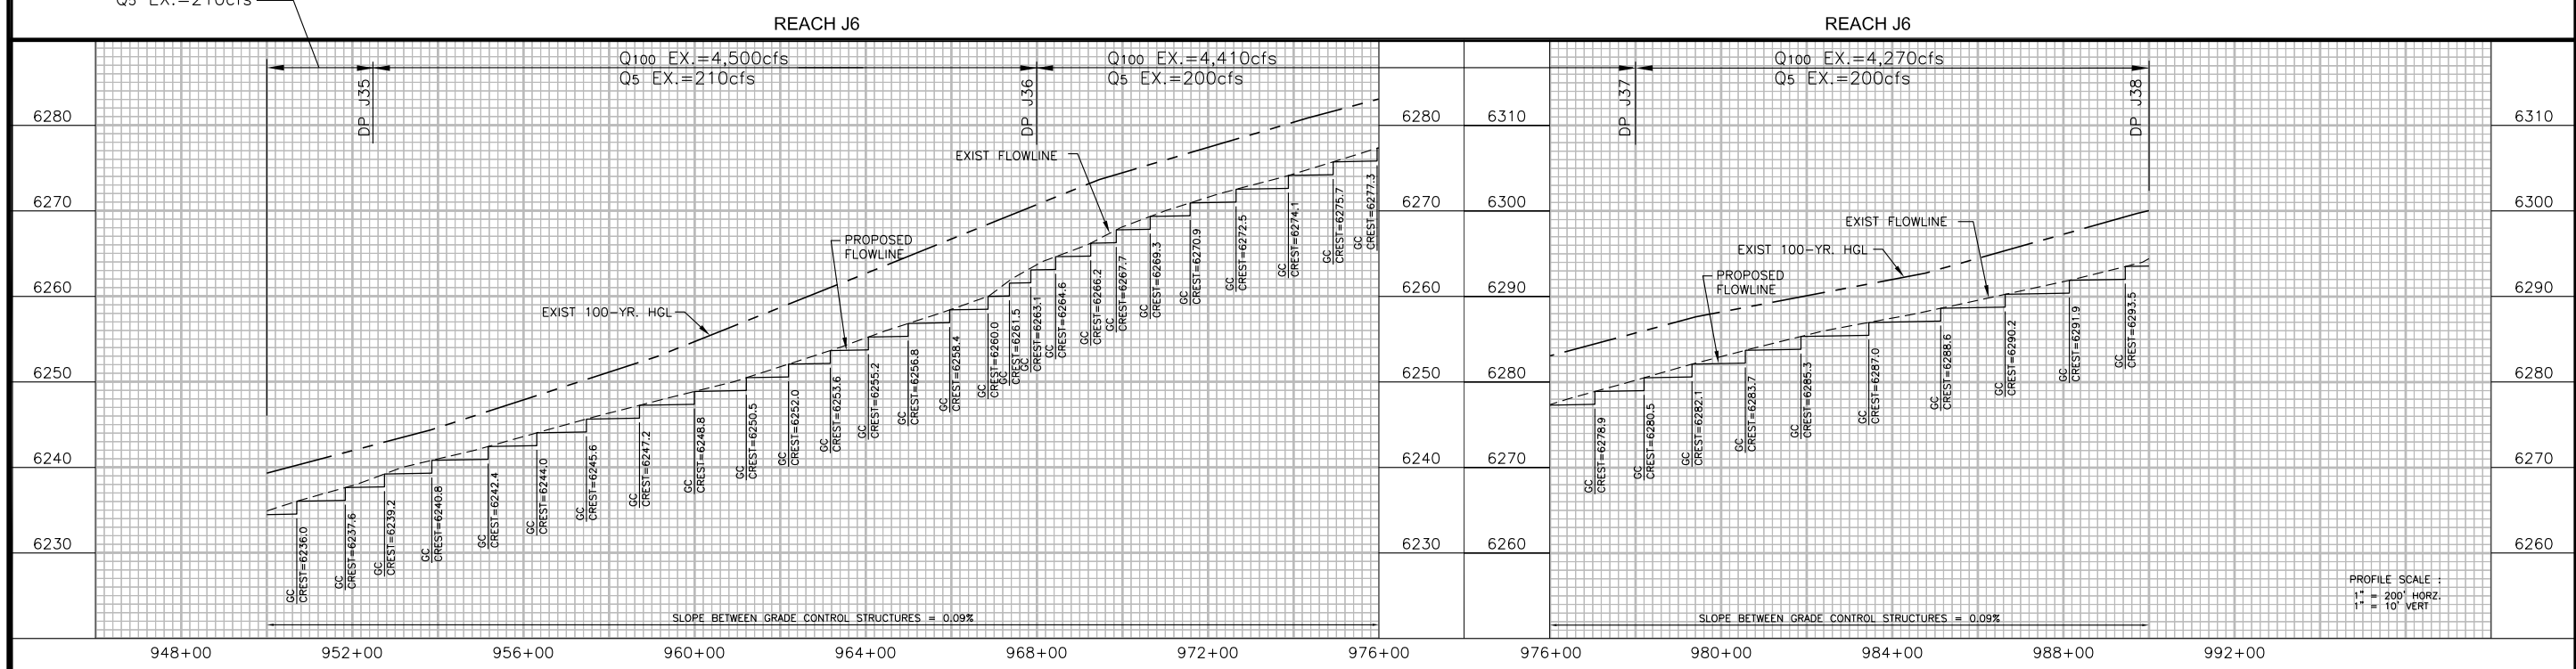 Q5 EX.=210cfs
REACH J6
REACH J6
Q100 EX.=4,500cfs
Q5 EX.=210cfs
Q100 EX.=4,410cfs
Q5 EX.=200cfs
Q100 EX.=4,270cfs
Q5 EX.=200cfs
DP J35
DP J36
DP J37
DP J38
6280
6270
6260
6250
6240
6230
6280
6270
6260
6250
6240
6230
6310
6300
6290
6280
6270
6260
6310
6300
6290
6280
6270
6260
EXIST FLOWLINE
PROPOSED
FLOWLINE
EXIST 100-YR. HGL
EXIST FLOWLINE
EXIST 100-YR. HGL
PROPOSED
FLOWLINE
GC
CREST=6236.0
GC
CREST=6237.6
GC
CREST=6239.2
GC
CREST=6240.8
GC
CREST=6242.4
GC
CREST=6244.0
GC
CREST=6245.6
GC
CREST=6247.2
GC
CREST=6248.8
GC
CREST=6250.5
GC
CREST=6252.0
GC
CREST=6253.6
GC
CREST=6255.2
GC
CREST=6256.8
GC
CREST=6258.4
GC
CREST=6260.0
GC
CREST=6261.5
GC
CREST=6263.1
GC
CREST=6264.6
GC
CREST=6266.2
GC
CREST=6267.7
GC
CREST=6269.3
GC
CREST=6270.9
GC
CREST=6272.5
GC
CREST=6274.1
GC
CREST=6275.7
GC
CREST=6277.3
GC
CREST=6278.9
GC
CREST=6280.5
GC
CREST=6282.1
GC
CREST=6283.7
GC
CREST=6285.3
GC
CREST=6287.0
GC
CREST=6288.6
GC
CREST=6290.2
GC
CREST=6291.9
GC
CREST=6293.5
PROFILE SCALE :
1" = 200' HORZ.
1" = 10' VERT
SLOPE BETWEEN GRADE CONTROL STRUCTURES = 0.09%
SLOPE BETWEEN GRADE CONTROL STRUCTURES = 0.09%
948+00
952+00
956+00
960+00
964+00
968+00
972+00
976+00
976+00
980+00
984+00
988+00
992+00